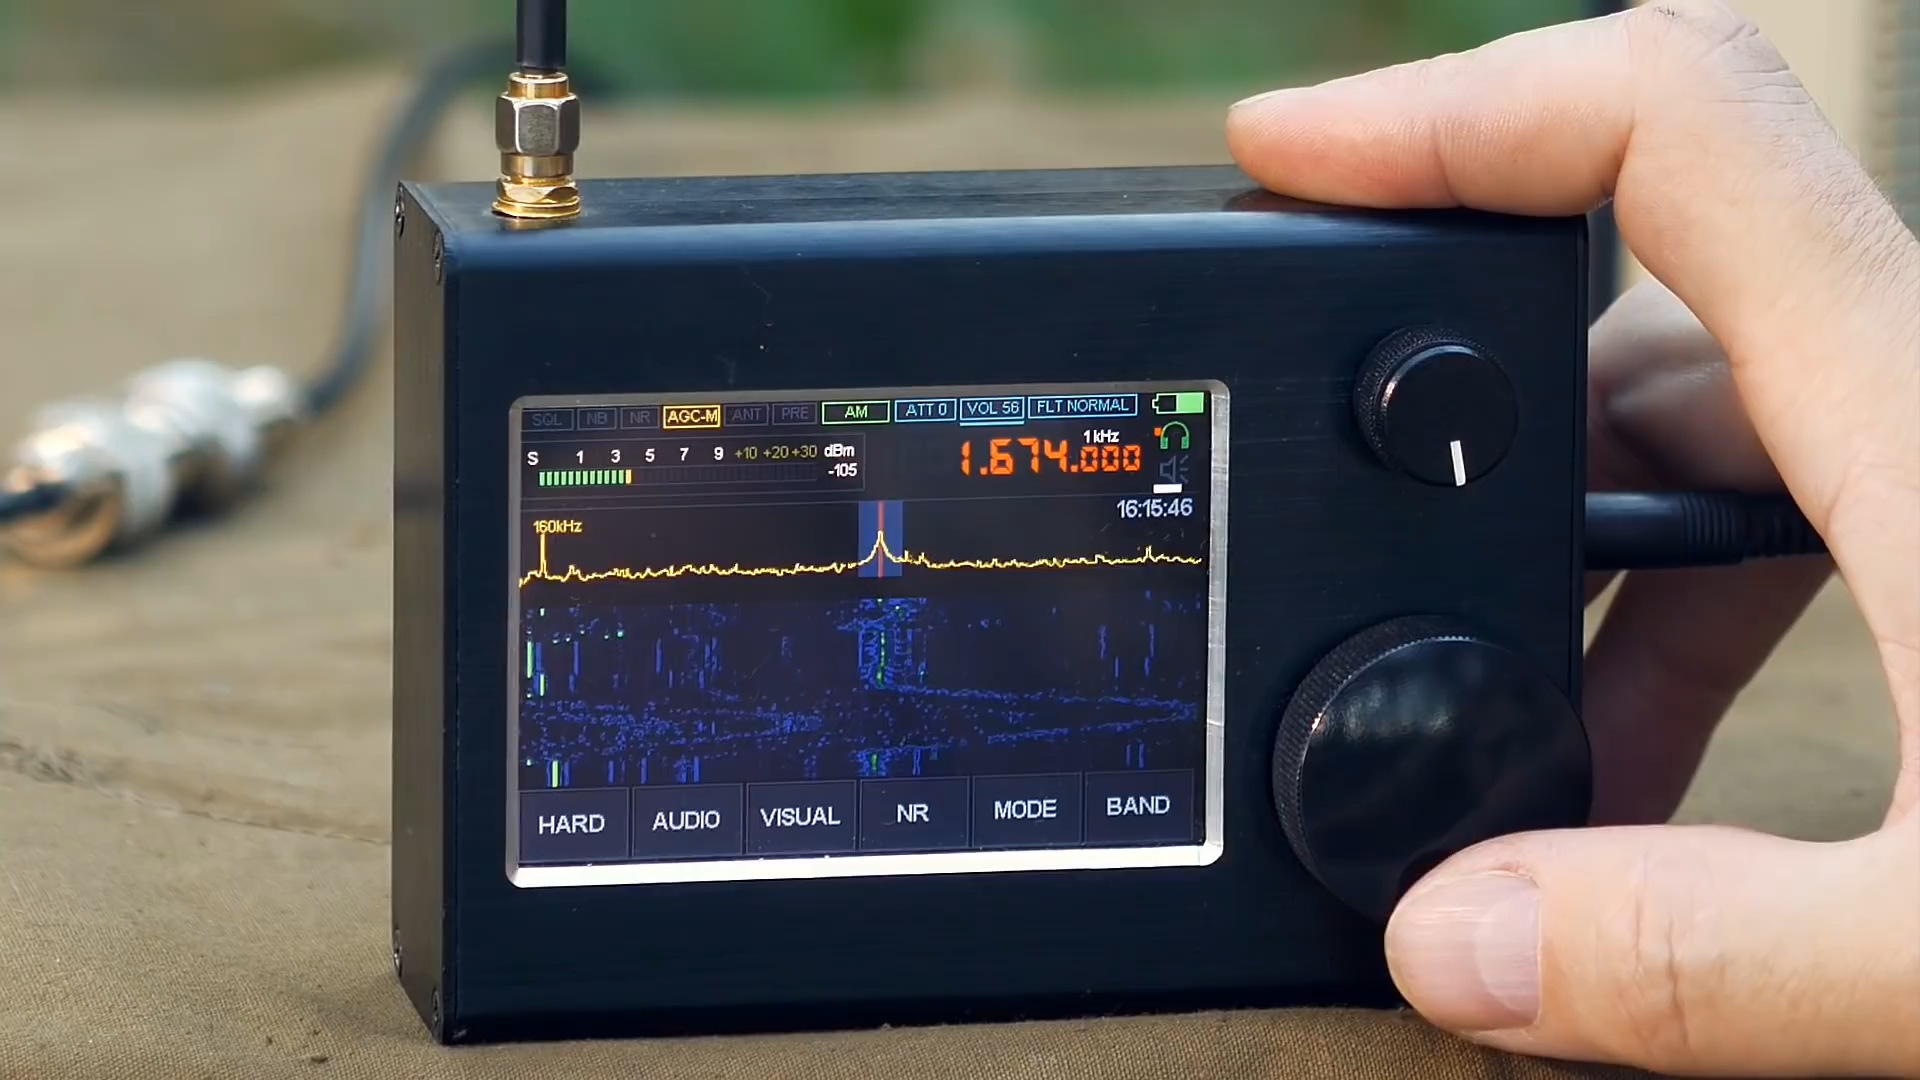 SQL NB NR AGC-M ANT PRE AM ATT 0 VOL 56 FLT NORMAL
S 1 3 5 7 9 +10 +20 +30 dBm
-105
1 kHz
1.674.000
16:15:46
160kHz
HARD AUDIO VISUAL NR MODE BAND